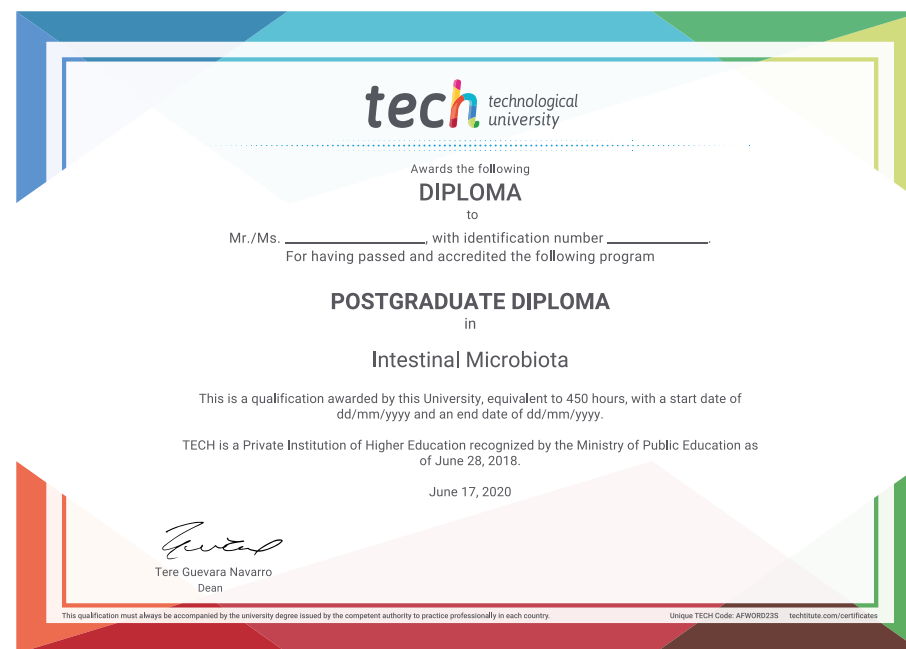 tech technological
university
Awards the following
DIPLOMA
to
Mr./Ms. ____________________, with identification number ______________.
For having passed and accredited the following program
POSTGRADUATE DIPLOMA
in
Intestinal Microbiota
This is a qualification awarded by this University, equivalent to 450 hours, with a start date of
dd/mm/yyyy and an end date of dd/mm/yyyy.
TECH is a Private Institution of Higher Education recognized by the Ministry of Public Education as
of June 28, 2018.
June 17, 2020
Tere Guevara Navarro
Dean
This qualification must always be accompanied by the university degree issued by the competent authority to practice professionally in each country. Unique TECH Code: AFWORD23S techtitute.com/certificates